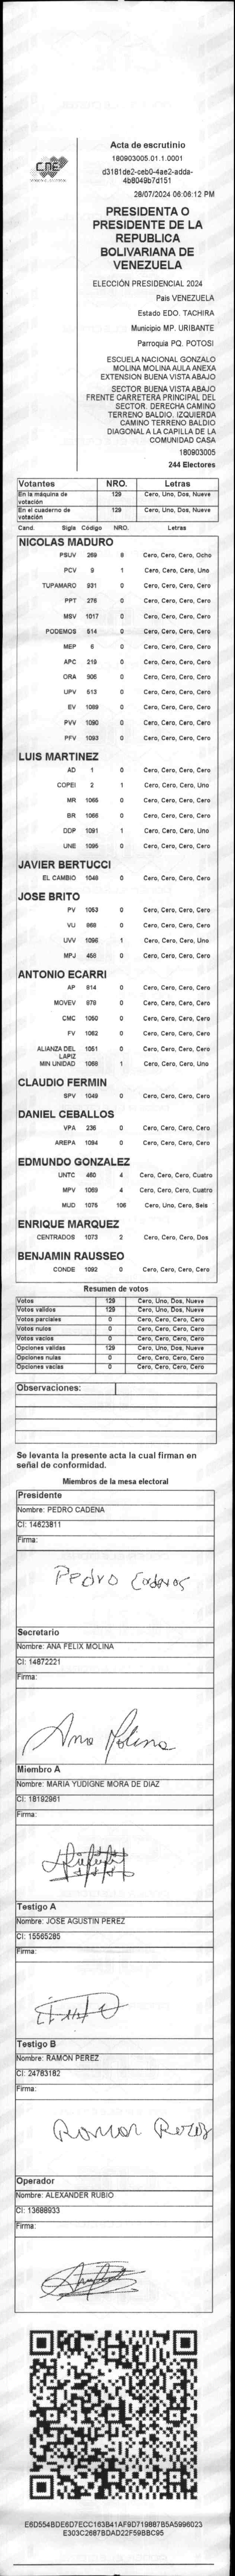 CNE
Acta de escrutinio
180903005.01.1.0001
d3181de2-ceb0-4ae2-adda-
4b8049b7d151
28/07/2024 06:06:12 PM
PRESIDENTA O
PRESIDENTE DE LA
REPUBLICA
BOLIVARIANA DE
VENEZUELA
ELECCIÓN PRESIDENCIAL 2024
Pais VENEZUELA
Estado EDO. TACHIRA
Municipio MP. URIBANTE
Parroquia PQ. POTOSI
ESCUELA NACIONAL GONZALO
MOLINA MOLINA AULA ANEXA
EXTENSION BUENA VISTA ABAJO
SECTOR BUENA VISTA ABAJO
FRENTE CARRETERA PRINCIPAL DEL
SECTOR. DERECHA CAMINO
TERRENO BALDIO. IZQUIERDA
CAMINO TERRENO BALDIO
DIAGONAL A LA CAPILLA DE LA
COMUNIDAD CASA
180903005
244 Electores
Votantes NRO. Letras
En la máquina de votación 129 Cero, Uno, Dos, Nueve
En el cuaderno de votación 129 Cero, Uno, Dos, Nueve
Cand. Sigla Código NRO. Letras
NICOLAS MADURO
PSUV 269 8 Cero, Cero, Cero, Ocho
PCV 9 1 Cero, Cero, Cero, Uno
TUPAMARO 931 0 Cero, Cero, Cero, Cero
PPT 276 0 Cero, Cero, Cero, Cero
MSV 1017 0 Cero, Cero, Cero, Cero
PODEMOS 514 0 Cero, Cero, Cero, Cero
MEP 6 0 Cero, Cero, Cero, Cero
APC 219 0 Cero, Cero, Cero, Cero
ORA 906 0 Cero, Cero, Cero, Cero
UPV 513 0 Cero, Cero, Cero, Cero
EV 1089 0 Cero, Cero, Cero, Cero
PVV 1090 0 Cero, Cero, Cero, Cero
PFV 1093 0 Cero, Cero, Cero, Cero
LUIS MARTINEZ
AD 1 0 Cero, Cero, Cero, Cero
COPEI 2 1 Cero, Cero, Cero, Uno
MR 1065 0 Cero, Cero, Cero, Cero
BR 1066 0 Cero, Cero, Cero, Cero
DDP 1091 1 Cero, Cero, Cero, Uno
UNE 1095 0 Cero, Cero, Cero, Cero
JAVIER BERTUCCI
EL CAMBIO 1048 0 Cero, Cero, Cero, Cero
JOSE BRITO
PV 1053 0 Cero, Cero, Cero, Cero
VU 868 0 Cero, Cero, Cero, Cero
UVV 1096 1 Cero, Cero, Cero, Uno
MPJ 456 0 Cero, Cero, Cero, Cero
ANTONIO ECARRI
AP 814 0 Cero, Cero, Cero, Cero
MOVEV 979 0 Cero, Cero, Cero, Cero
CMC 1050 0 Cero, Cero, Cero, Cero
FV 1062 0 Cero, Cero, Cero, Cero
ALIANZA DEL LAPIZ 1051 0 Cero, Cero, Cero, Cero
MIN UNIDAD 1068 1 Cero, Cero, Cero, Uno
CLAUDIO FERMIN
SPV 1049 0 Cero, Cero, Cero, Cero
DANIEL CEBALLOS
VPA 236 0 Cero, Cero, Cero, Cero
AREPA 1094 0 Cero, Cero, Cero, Cero
EDMUNDO GONZALEZ
UNTC 460 4 Cero, Cero, Cero, Cuatro
MPV 1069 4 Cero, Cero, Cero, Cuatro
MUD 1075 106 Cero, Uno, Cero, Seis
ENRIQUE MARQUEZ
CENTRADOS 1073 2 Cero, Cero, Cero, Dos
BENJAMIN RAUSSEO
CONDE 1092 0 Cero, Cero, Cero, Cero
Resumen de votos
Votos 129 Cero, Uno, Dos, Nueve
Votos validos 129 Cero, Uno, Dos, Nueve
Votos parciales 0 Cero, Cero, Cero, Cero
Votos nulos 0 Cero, Cero, Cero, Cero
Votos vacios 0 Cero, Cero, Cero, Cero
Opciones validas 129 Cero, Uno, Dos, Nueve
Opciones nulas 0 Cero, Cero, Cero, Cero
Opciones vacias 0 Cero, Cero, Cero, Cero
Observaciones:
Se levanta la presente acta la cual firman en
señal de conformidad.
Miembros de la mesa electoral
Presidente
Nombre: PEDRO CADENA
CI: 14623811
Firma:
Pedro
Secretario
Nombre: ANA FELIX MOLINA
CI: 14872221
Firma:
Ana Molina
Miembro A
Nombre: MARIA YUDIGNE MORA DE DIAZ
CI: 18192961
Firma:
Testigo A
Nombre: JOSE AGUSTIN PEREZ
CI: 15565285
Firma:
Testigo B
Nombre: RAMON PEREZ
CI: 24783182
Firma:
Ramon Perez
Operador
Nombre: ALEXANDER RUBIO
CI: 13688933
Firma:
E6D554BDE6D7ECC163B41AF9D719887B5A5996023
E303C2687BDAD22F59BBC95